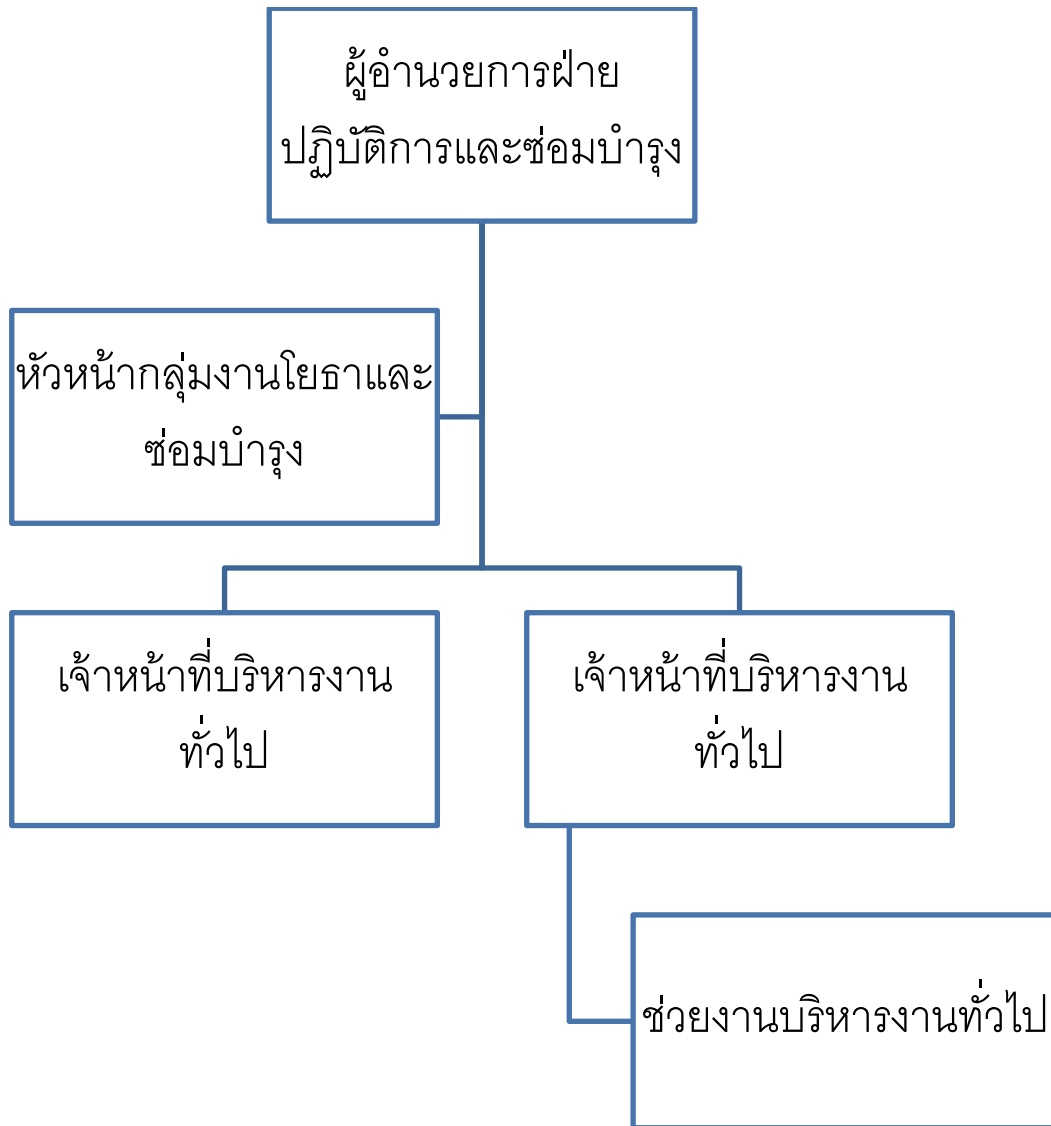 ผู้อำนวยการฝ่าย
ปฏิบัติการและซ่อมบำรุง
หัวหน้ากลุ่มงานโยธาและ
ซ่อมบำรุง
เจ้าหน้าที่บริหารงาน
ทั่วไป
เจ้าหน้าที่บริหารงาน
ทั่วไป
ช่วยงานบริหารงานทั่วไป